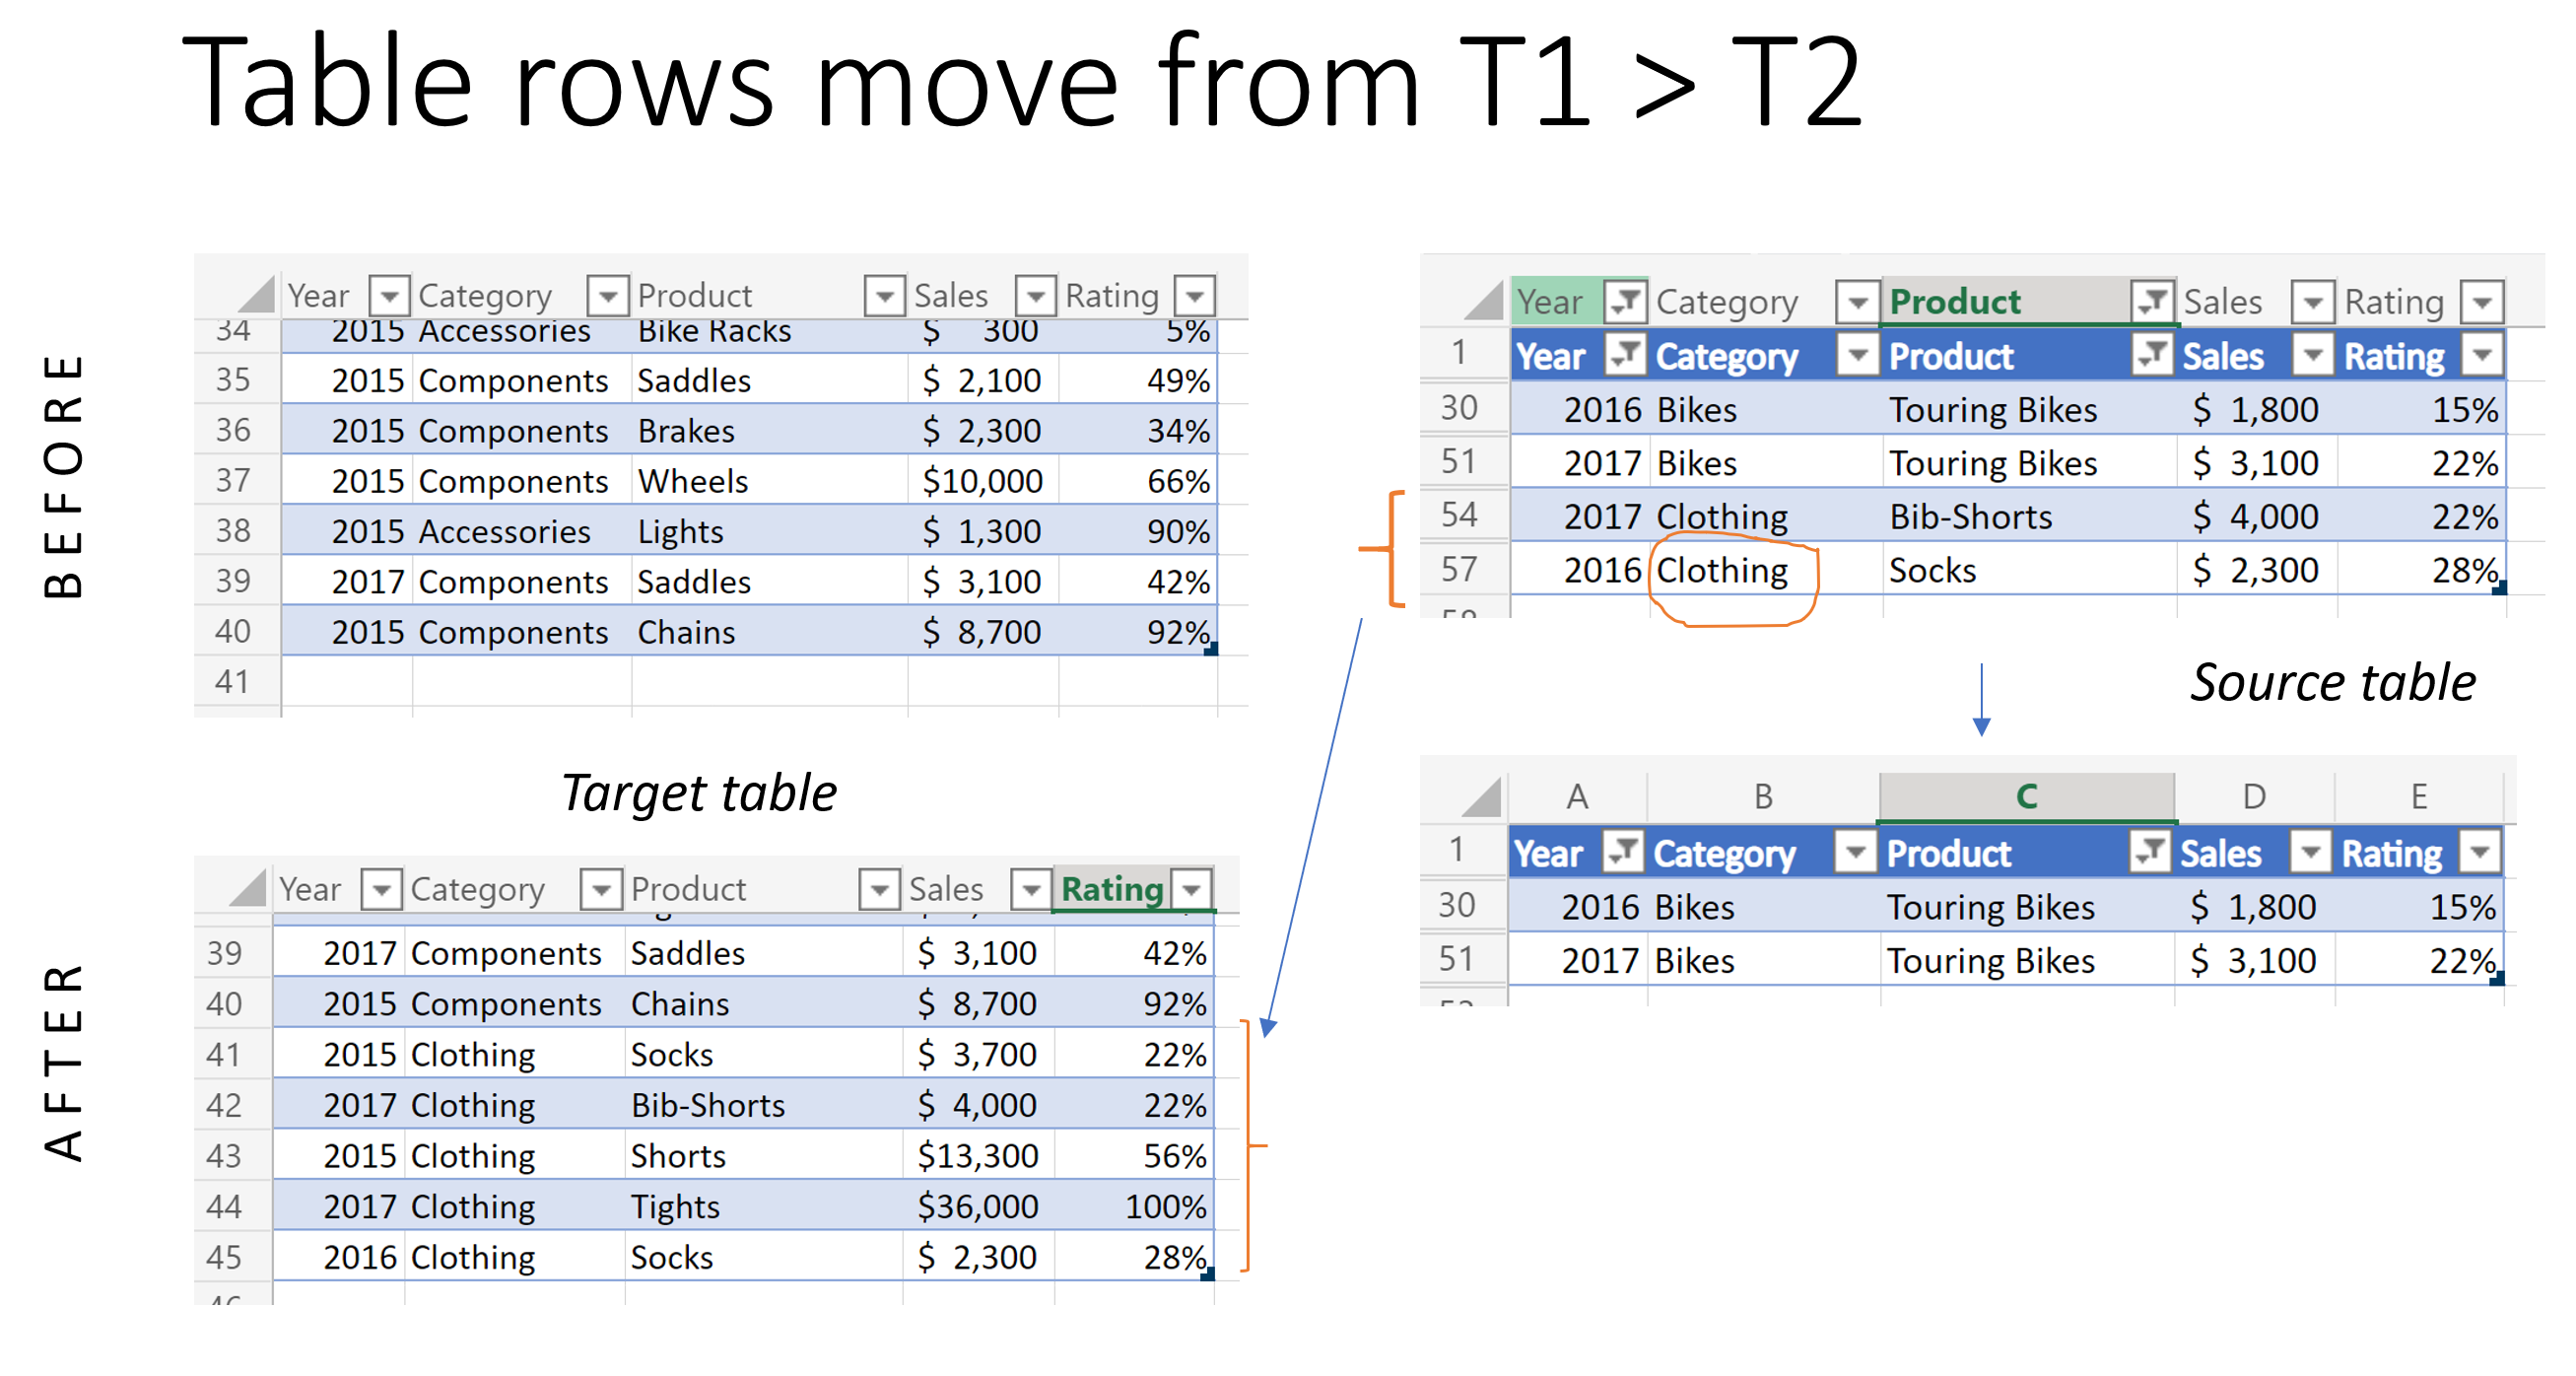 Table rows move from T1 > T2
BEFORE
Year Category Product Sales Rating
34 2015 Accessories Bike Racks $ 300 5%
35 2015 Components Saddles $ 2,100 49%
36 2015 Components Brakes $ 2,300 34%
37 2015 Components Wheels $10,000 66%
38 2015 Accessories Lights $ 1,300 90%
39 2017 Components Saddles $ 3,100 42%
40 2015 Components Chains $ 8,700 92%
41
Target table
Year Category Product Sales Rating
1 Year Category Product Sales Rating
30 2016 Bikes Touring Bikes $ 1,800 15%
51 2017 Bikes Touring Bikes $ 3,100 22%
54 2017 Clothing Bib-Shorts $ 4,000 22%
57 2016 Clothing Socks $ 2,300 28%
Source table
AFTER
Year Category Product Sales Rating
39 2017 Components Saddles $ 3,100 42%
40 2015 Components Chains $ 8,700 92%
41 2015 Clothing Socks $ 3,700 22%
42 2017 Clothing Bib-Shorts $ 4,000 22%
43 2015 Clothing Shorts $13,300 56%
44 2017 Clothing Tights $36,000 100%
45 2016 Clothing Socks $ 2,300 28%
A B C D E
1 Year Category Product Sales Rating
30 2016 Bikes Touring Bikes $ 1,800 15%
51 2017 Bikes Touring Bikes $ 3,100 22%